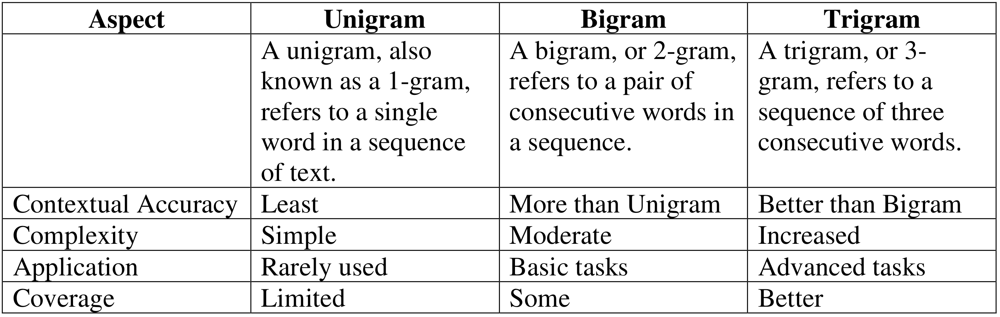 Aspect Unigram Bigram Trigram
A unigram, also
known as a 1-gram,
refers to a single
word in a sequence
of text.
A bigram, or 2-gram,
refers to a pair of
consecutive words in
a sequence.
A trigram, or 3-
gram, refers to a
sequence of three
consecutive words.
Contextual Accuracy Least More than Unigram Better than Bigram
Complexity Simple Moderate Increased
Application Rarely used Basic tasks Advanced tasks
Coverage Limited Some Better